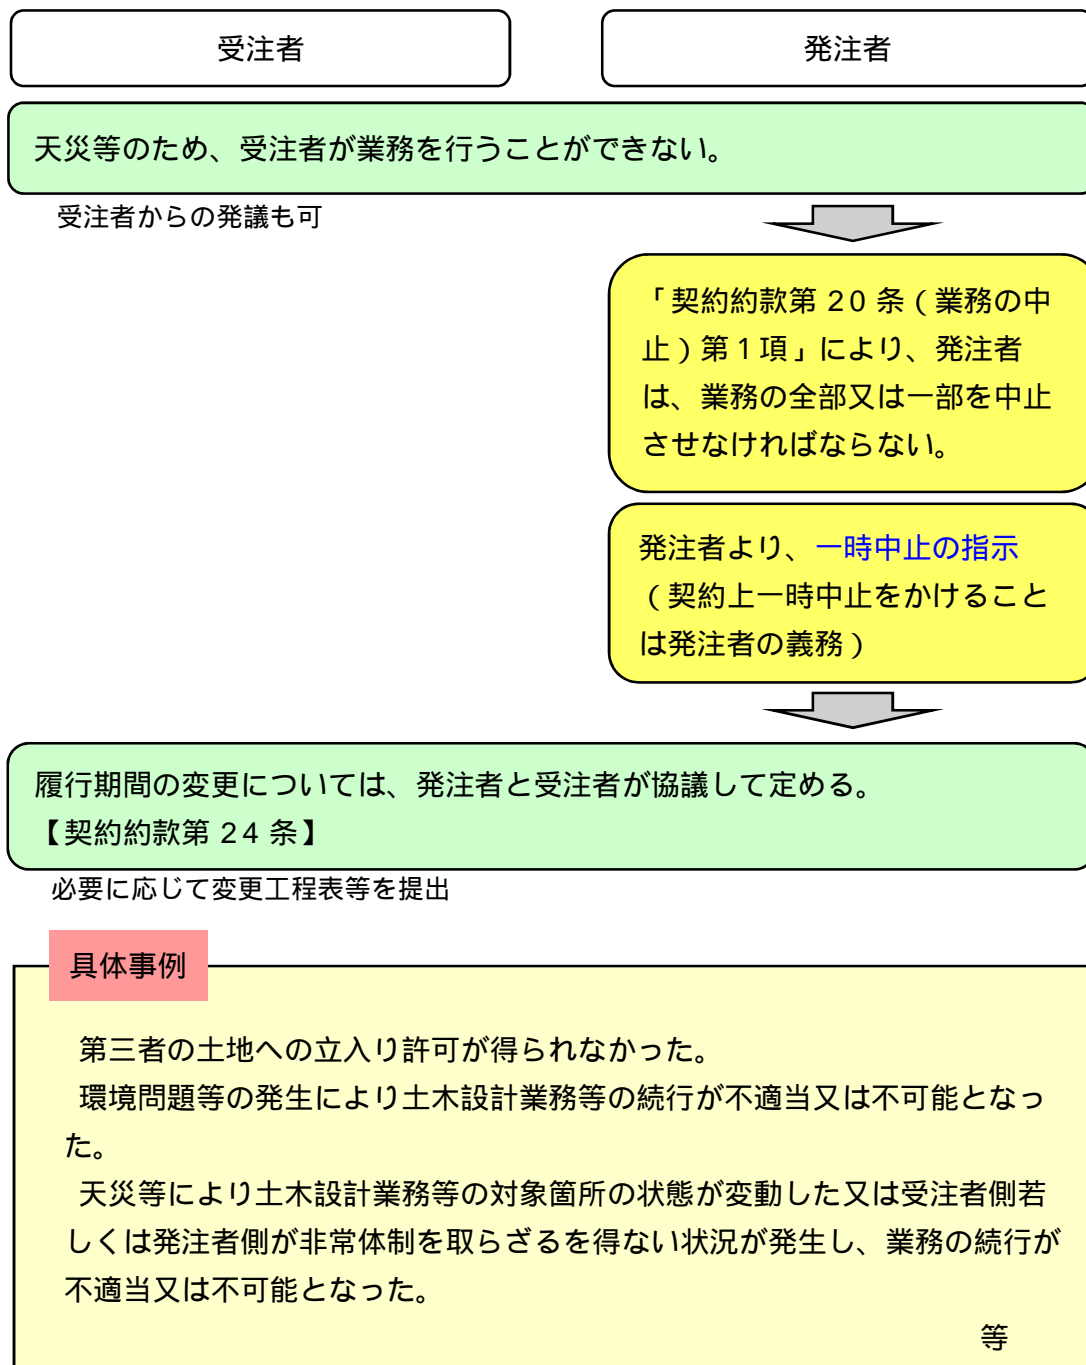 受注者
発注者
天災等のため、受注者が業務を行うことができない。
受注者からの発議も可
「契約約款第 20 条（業務の中
止）第１項」により、発注者
は、業務の全部又は一部を中止
させなければならない。
発注者より、一時中止の指示
（契約上一時中止をかけること
は発注者の義務）
履行期間の変更については、発注者と受注者が協議して定める。
【契約約款第 24 条】
必要に応じて変更工程表等を提出
具体事例
第三者の土地への立入り許可が得られなかった。
環境問題等の発生により土木設計業務等の続行が不適当又は不可能となっ
た。
天災等により土木設計業務等の対象箇所の状態が変動した又は受注者側若
しくは発注者側が非常体制を取らざるを得ない状況が発生し、業務の続行が
不適当又は不可能となった。
等